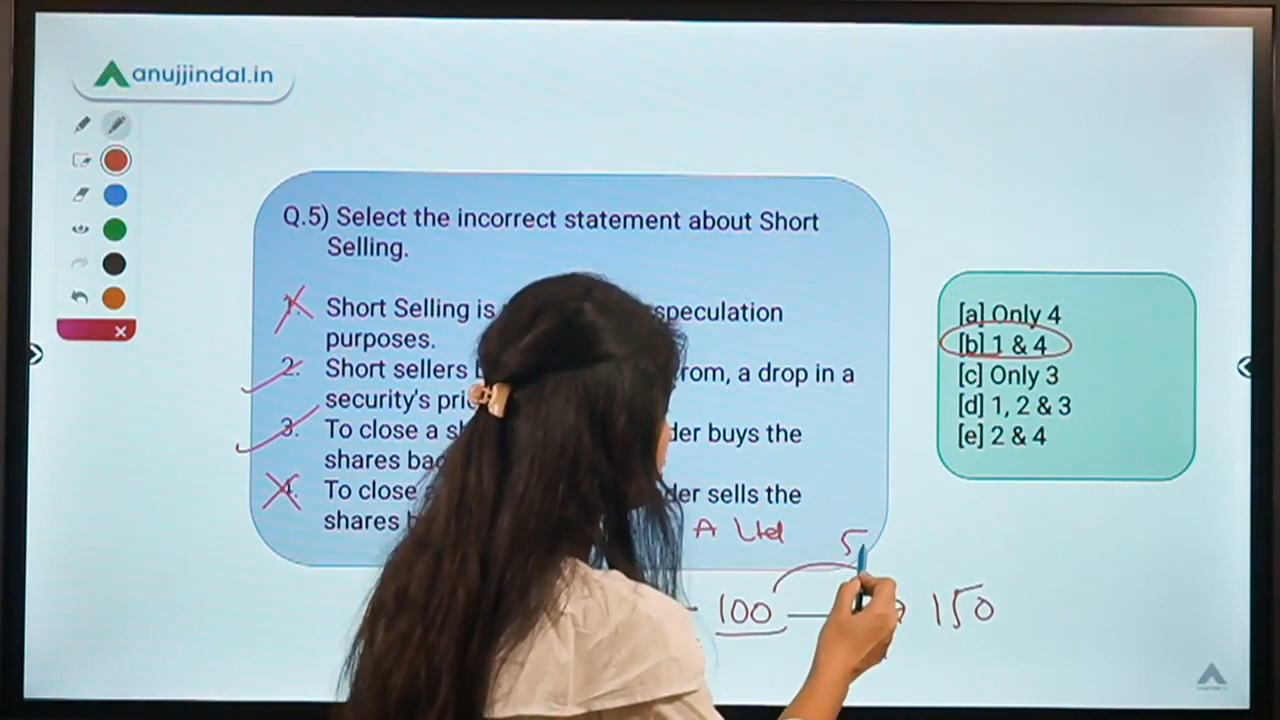 anujjindal.in
Q.5) Select the incorrect statement about Short
Selling.
1. Short Selling is speculation
purposes.
2. Short sellers rom, a drop in a
security's pri
3. To close a s der buys the
shares bac
4. To close a der sells the
shares b
[a] Only 4
[b] 1 & 4
[c] Only 3
[d] 1, 2 & 3
[e] 2 & 4
A Ltd
5
100 150